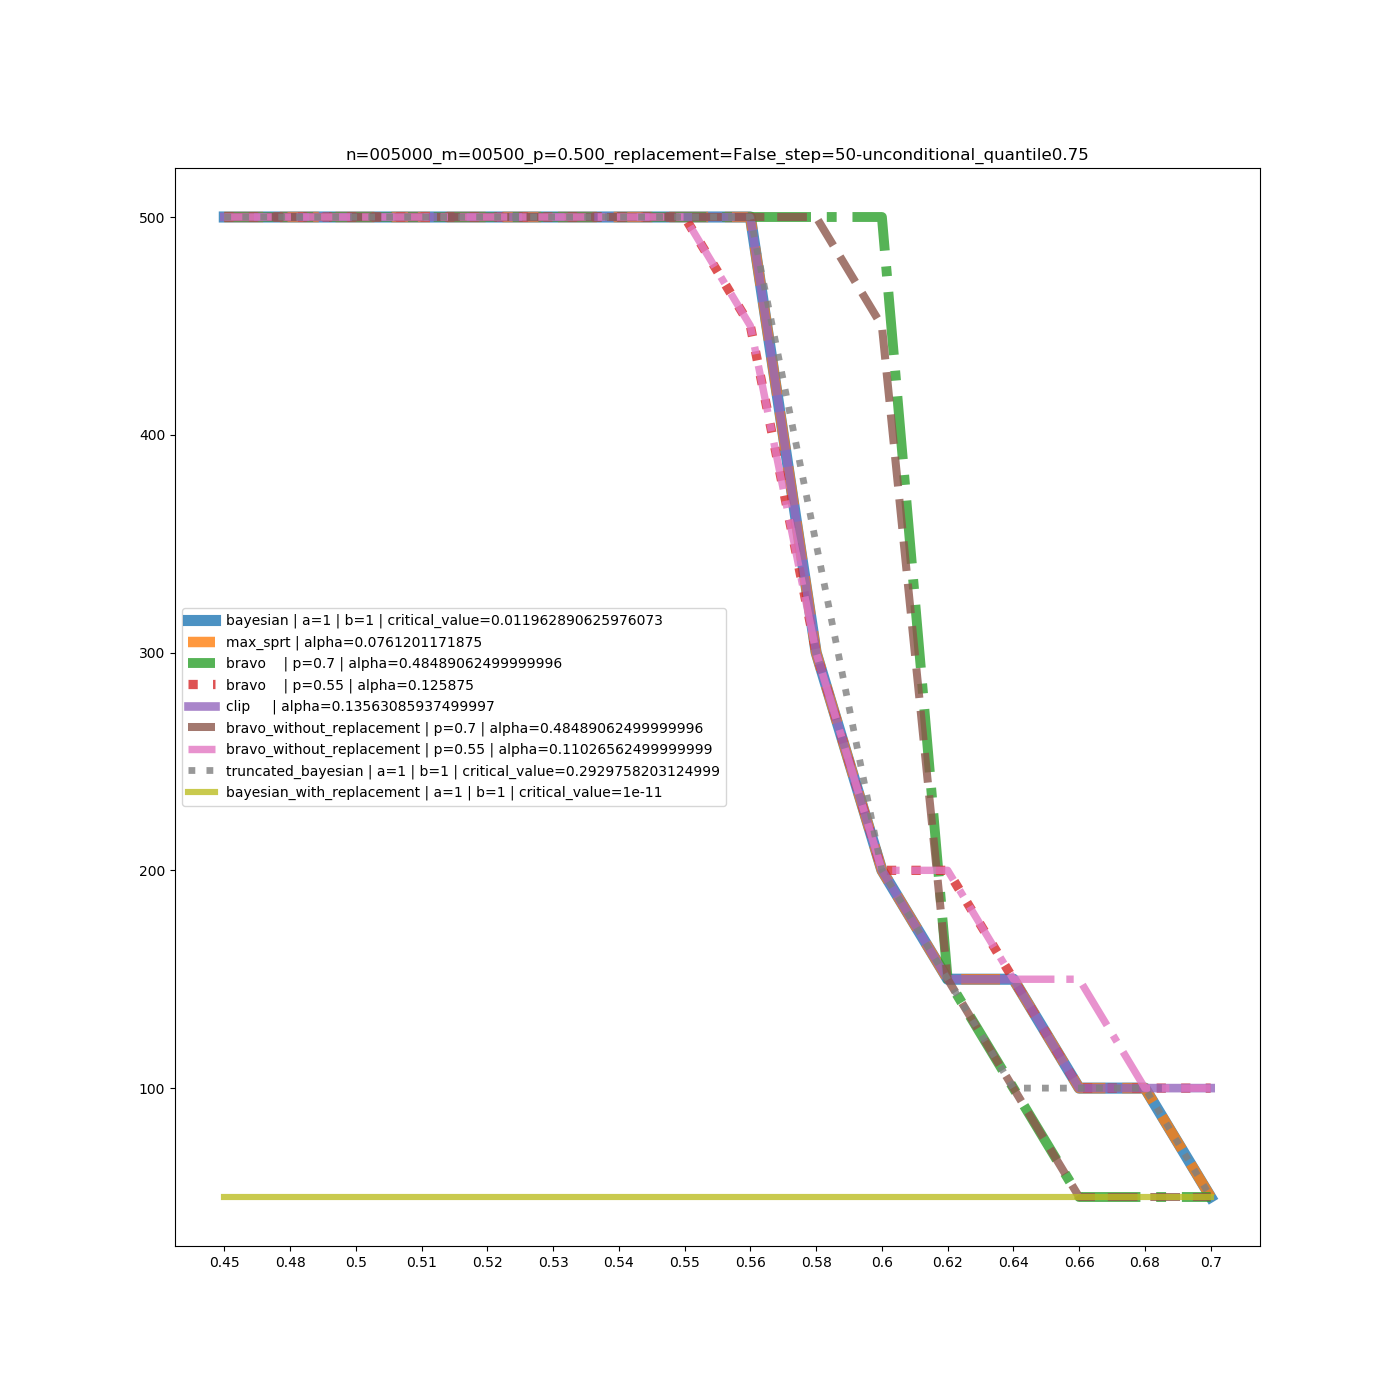 n=005000_m=00500_p=0.500_replacement=False_step=50-unconditional_quantile0.75
500
400
300
200
100
bayesian | a=1 | b=1 | critical_value=0.011962890625976073
max_sprt | alpha=0.0761201171875
bravo    | p=0.7 | alpha=0.48489062499999996
bravo    | p=0.55 | alpha=0.125875
clip     | alpha=0.13563085937499997
bravo_without_replacement | p=0.7 | alpha=0.48489062499999996
bravo_without_replacement | p=0.55 | alpha=0.11026562499999999
truncated_bayesian | a=1 | b=1 | critical_value=0.2929758203124999
bayesian_with_replacement | a=1 | b=1 | critical_value=1e-11
0.45 0.48 0.5 0.51 0.52 0.53 0.54 0.55 0.56 0.58 0.6 0.62 0.64 0.66 0.68 0.7